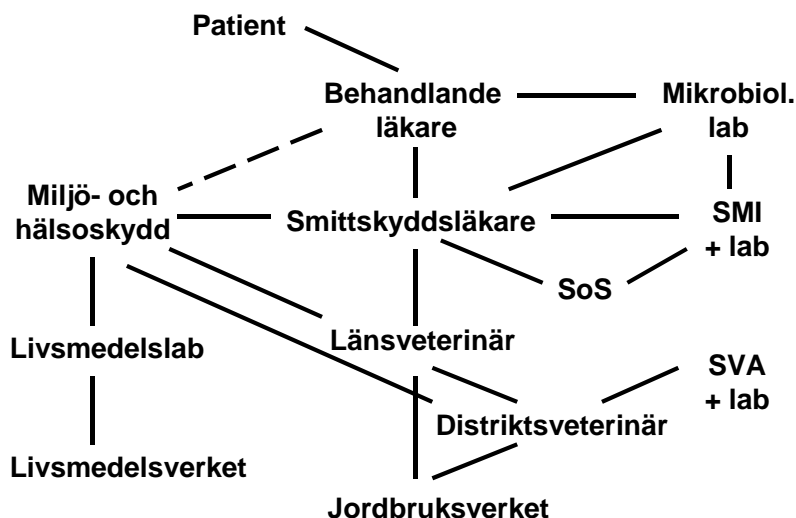 Patient
Behandlande
läkare
Mikrobiol.
lab
Miljö- och
hälsoskydd
Smittskyddsläkare
SMI
+ lab
SoS
Livsmedelslab
Länsveterinär
SVA
+ lab
Distriktsveterinär
Livsmedelsverket
Jordbruksverket